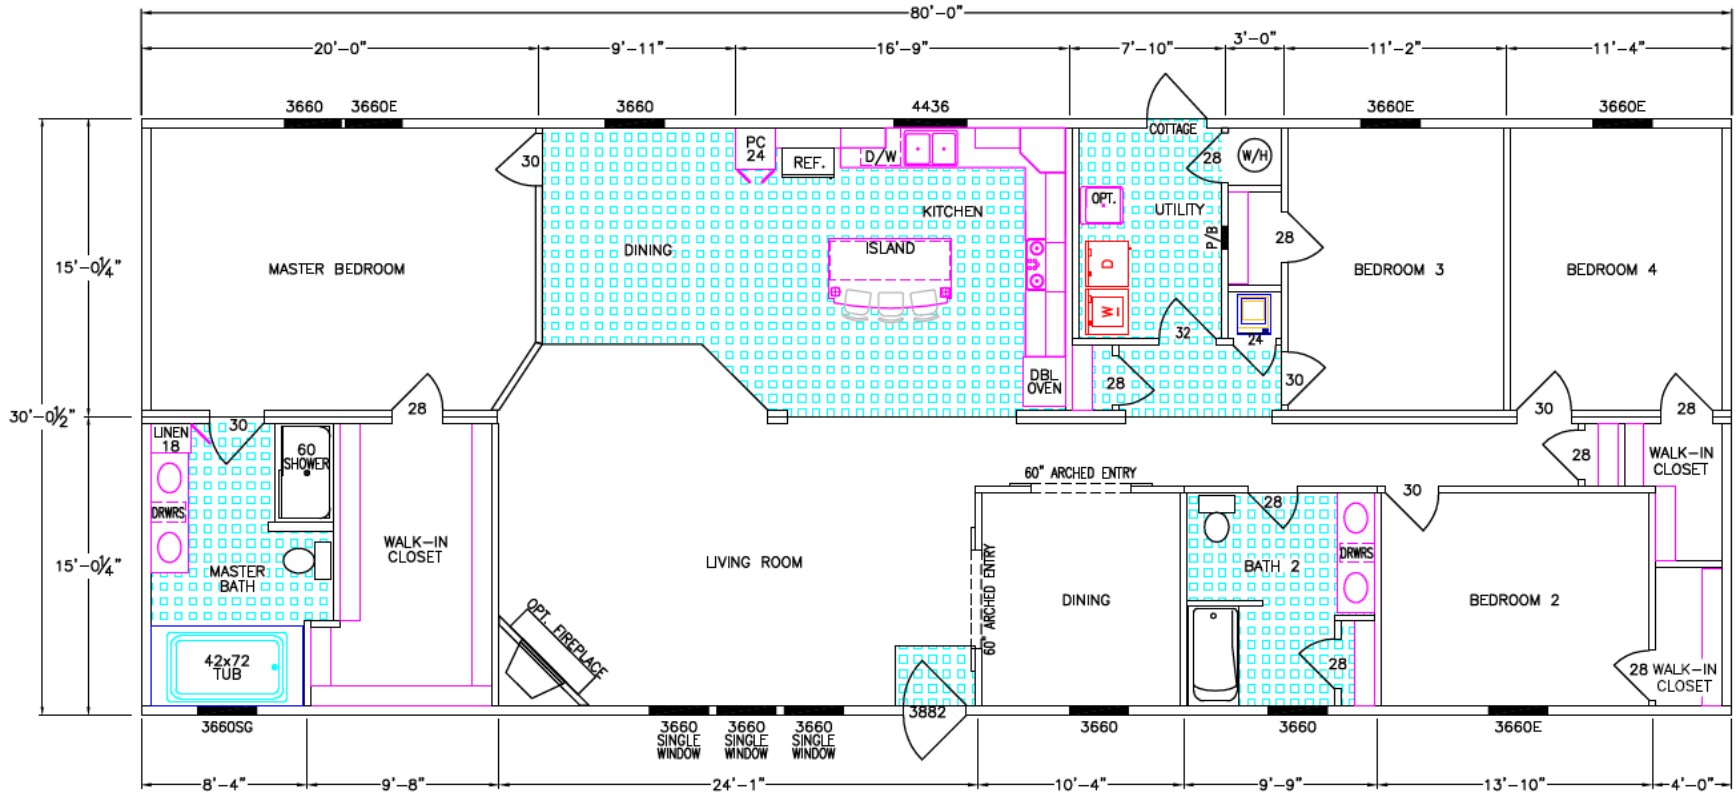 80'-0"
20'-0"
9'-11"
16'-9"
7'-10"
3'-0"
11'-2"
11'-4"
3660
3660E
3660
4436
3660E
3660E
COTTAGE
PC
24
REF.
D/W
30
28
W/H
KITCHEN
OPT.
UTILITY
P/B
28
DINING
ISLAND
D
W
MASTER BEDROOM
BEDROOM 3
BEDROOM 4
15'-0¼"
32
24
DBL
OVEN
28
30
30'-0½"
28
30
30
28
LINEN
18
60
SHOWER
DRWRS
WALK-IN
CLOSET
28
60" ARCHED ENTRY
30
28
WALK-IN
CLOSET
MASTER
BATH
LIVING ROOM
60" ARCHED ENTRY
DINING
BATH 2
DRWRS
BEDROOM 2
15'-0¼"
OPT. FIREPLACE
42x72
TUB
28
28
WALK-IN
CLOSET
3660SG
3660
SINGLE
WINDOW
3660
SINGLE
WINDOW
3660
SINGLE
WINDOW
3882
3660
3660
3660E
8'-4"
9'-8"
24'-1"
10'-4"
9'-9"
13'-10"
4'-0"